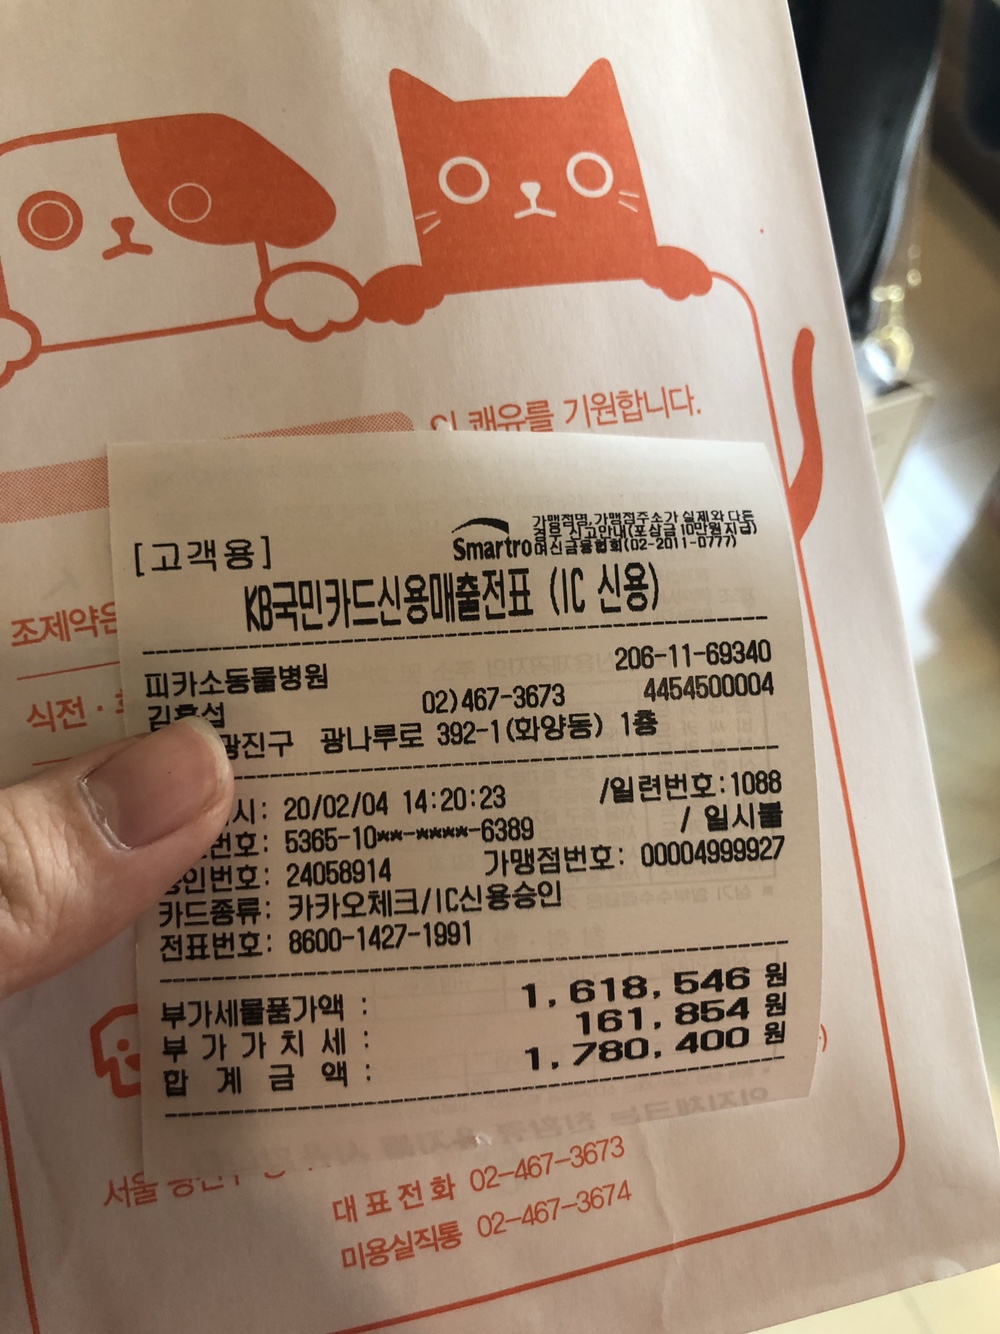 쾌유를 기원합니다.
조제약은
식전 ·
[고객용]
Smartro
가맹점명, 가맹점주소가 실제와 다른
경우 신고안내(포상금 10만원지급)
여신금융협회(02-2011-0777)
KB국민카드신용매출전표 (IC 신용)
피카소동물병원 206-11-69340
02)467-3673 4454500004
광진구 광나루로 392-1(화양동) 1층
시: 20/02/04 14:20:23 /일련번호:1088
번호: 5365-10**-****-6389 / 일시불
인번호: 24058914 가맹점번호: 00004999927
카드종류: 카카오체크/IC신용승인
전표번호: 8600-1427-1991
부가세물품가액 : 1,618,546 원
부 가 가 치 세 : 161,854 원
합 계 금 액 : 1,780,400 원
서울
대표전화 02-467-3673
미용실직통 02-467-3674